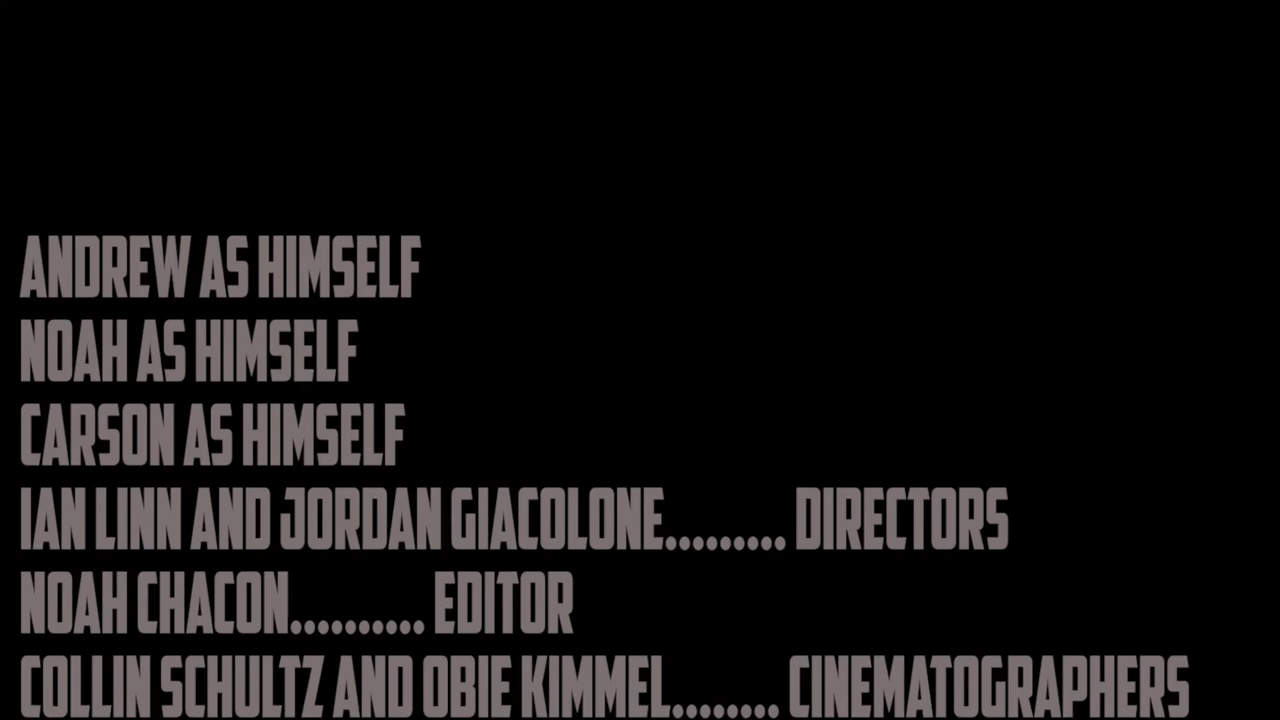 ANDREW AS HIMSELF
NOAH AS HIMSELF
CARSON AS HIMSELF
IAN LINN AND JORDAN GIACOLONE......... DIRECTORS
NOAH CHACON.......... EDITOR
COLLIN SCHULTZ AND OBIE KIMMEL........ CINEMATOGRAPHERS